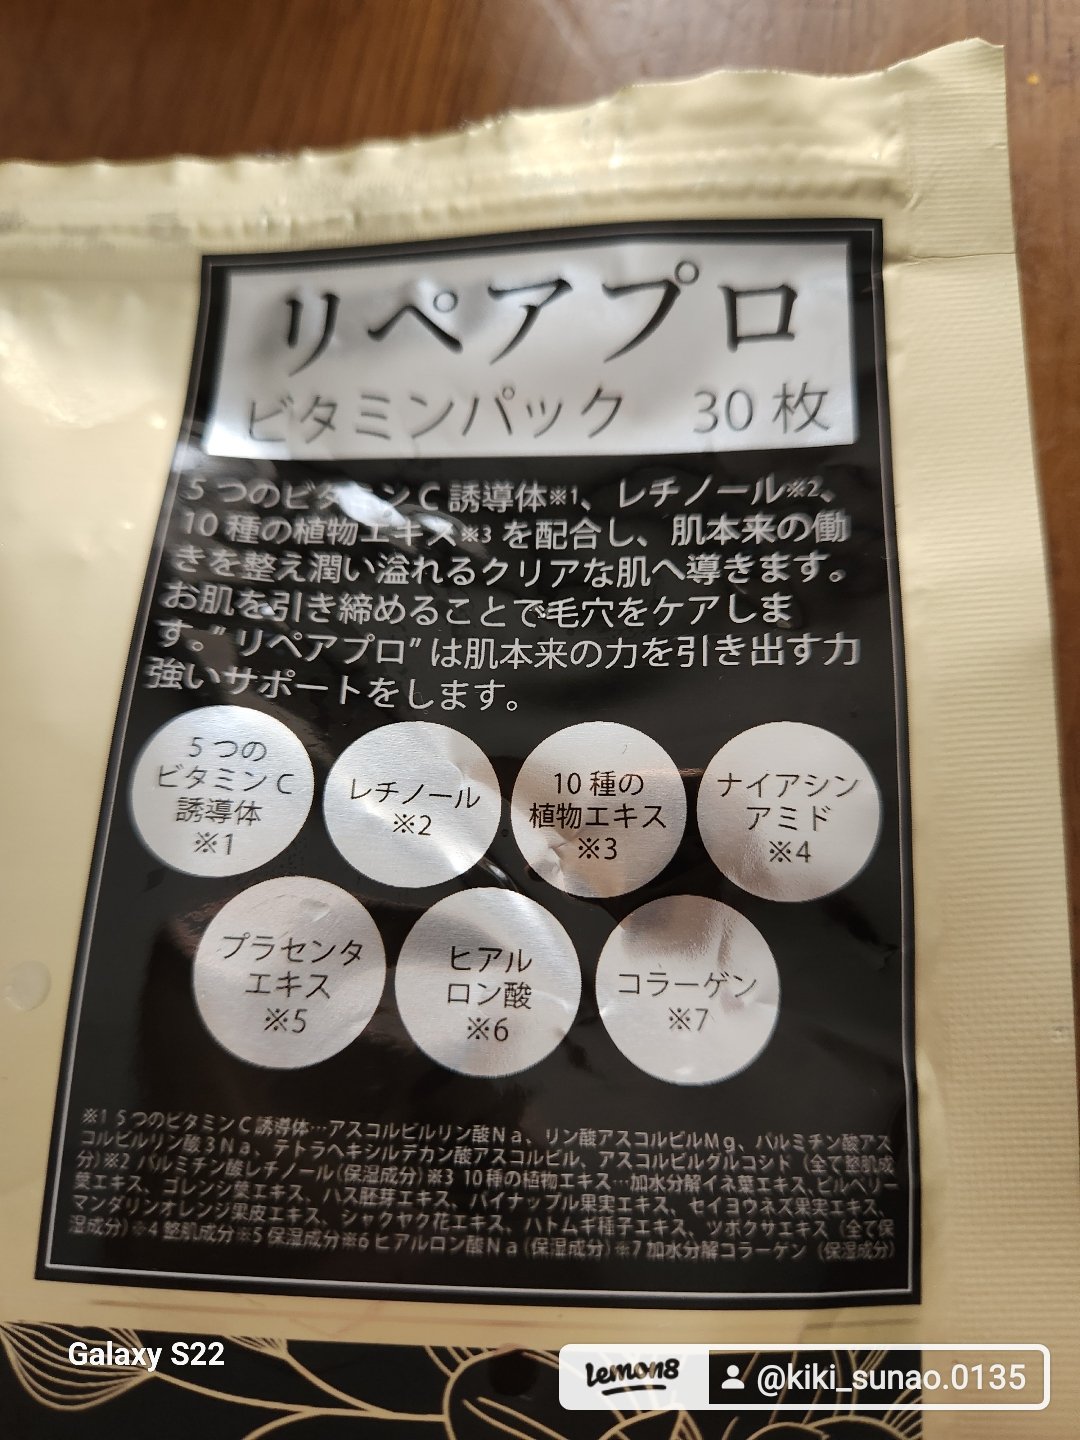 リペアプロ
ビタミンパック 30枚
5つのビタミンC誘導体※1、レチノール※2、
10種の植物エキス※3を配合し、肌本来の働
きを整え潤い溢れるクリアな肌へ導きます。
お肌を引き締めることで毛穴をケアしま
す。”リペアプロ”は肌本来の力を引き出す力
強いサポートをします。
5つの
ビタミンC
誘導体
※1
レチノール
※2
10種の
植物エキス
※3
ナイアシン
アミド
※4
プラセンタ
エキス
※5
ヒアル
ロン酸
※6
コラーゲン
※7
※1 5つのビタミンC誘導体…アスコルビルリン酸Na、リン酸アスコルビルMg、パルミチン酸アス
コルビルリン酸3Na、テトラヘキシルデカン酸アスコルビル、アスコルビルグルコシド（全て整肌成
分）※2 パルミチン酸レチノール（保湿成分）※3 10種の植物エキス…加水分解イネ葉エキス、ビルベリー
葉エキス、ゴレンシ葉エキス、ハス胚芽エキス、パイナップル果実エキス、セイヨウネズ果実エキス、
マンダリンオレンジ果皮エキス、シャクヤク花エキス、ハトムギ種子エキス、ツボクサエキス（全て保
湿成分）※4 整肌成分※5 保湿成分※6 ヒアルロン酸Na（保湿成分）※7 加水分解コラーゲン（保湿成分）
Galaxy S22
Lemon8
@kiki_sunao.0135